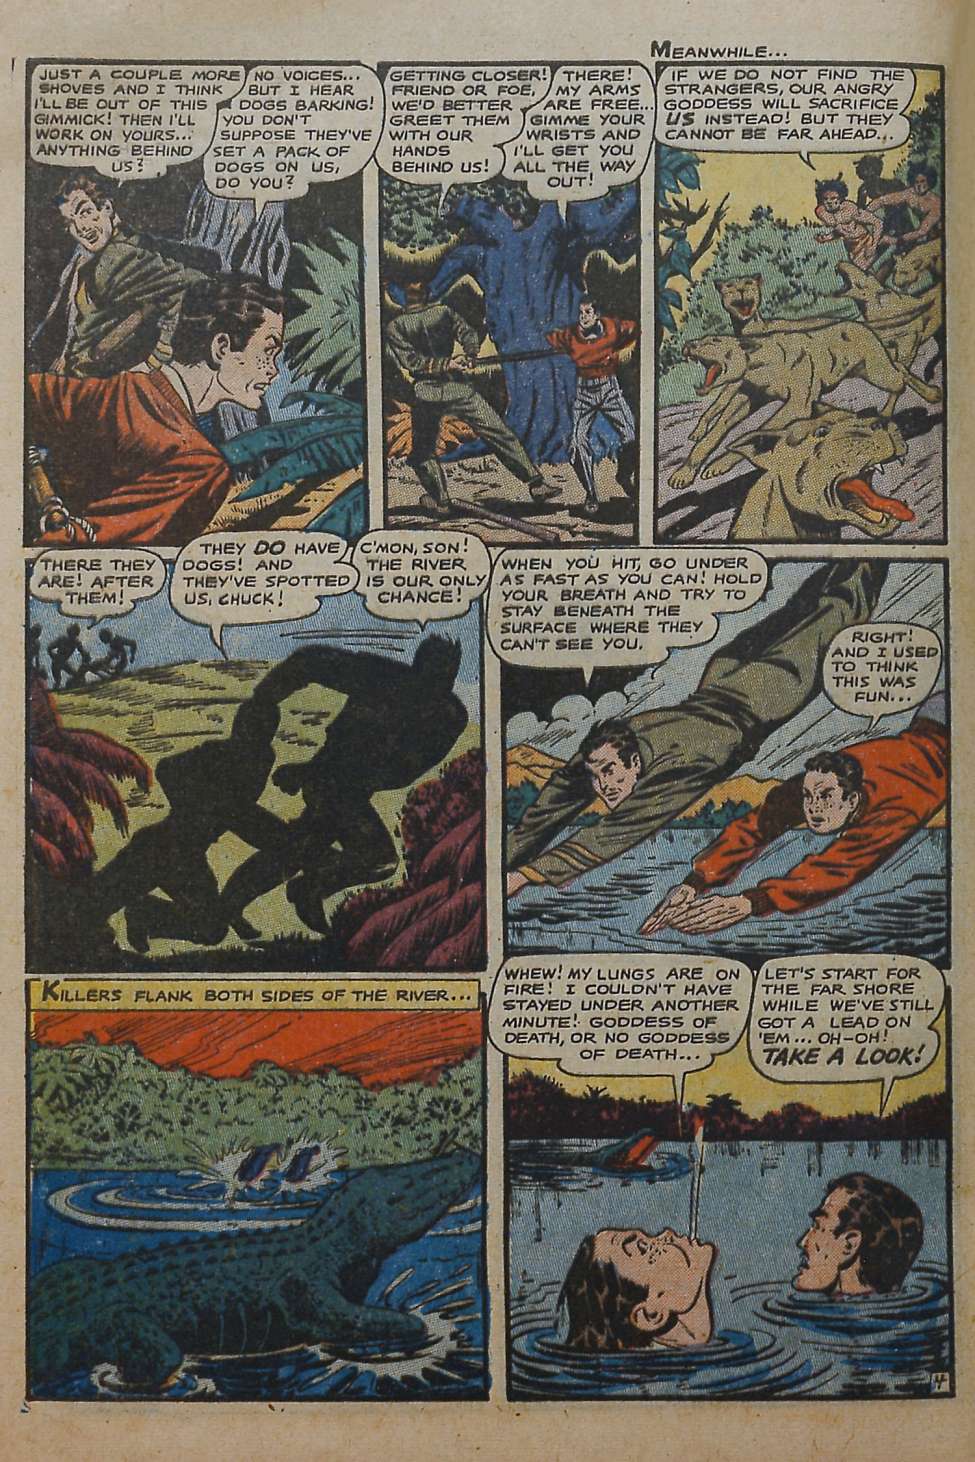 JUST A COUPLE MORE
SHOVES AND I THINK
I'LL BE OUT OF THIS
GIMMICK! THEN I'LL
WORK ON YOURS...
ANYTHING BEHIND
US?
NO VOICES...
BUT I HEAR
DOGS BARKING!
YOU DON'T
SUPPOSE THEY'VE
SET A PACK OF
DOGS ON US,
DO YOU?
GETTING CLOSER!
FRIEND OR FOE,
WE'D BETTER
GREET THEM
WITH OUR
HANDS
BEHIND US!
THERE!
MY ARMS
ARE FREE...
GIMME YOUR
WRISTS AND
I'LL GET YOU
ALL THE WAY
OUT!
MEANWHILE...
IF WE DO NOT FIND THE
STRANGERS, OUR ANGRY
GODDESS WILL SACRIFICE
US INSTEAD! BUT THEY
CANNOT BE FAR AHEAD...
THERE THEY
ARE! AFTER
THEM!
THEY DO HAVE
DOGS! AND
THEY'VE SPOTTED
US, CHUCK!
C'MON, SON!
THE RIVER
IS OUR ONLY
CHANCE!
WHEN YOU HIT, GO UNDER
AS FAST AS YOU CAN! HOLD
YOUR BREATH AND TRY TO
STAY BENEATH THE
SURFACE WHERE THEY
CAN'T SEE YOU.
RIGHT!
AND I USED
TO THINK
THIS WAS
FUN...
KILLERS FLANK BOTH SIDES OF THE RIVER...
WHEW! MY LUNGS ARE ON
FIRE! I COULDN'T HAVE
STAYED UNDER ANOTHER
MINUTE! GODDESS OF
DEATH, OR NO GODDESS
OF DEATH...
LET'S START FOR
THE FAR SHORE
WHILE WE'VE STILL
GOT A LEAD ON
'EM... OH-OH!
TAKE A LOOK!
4